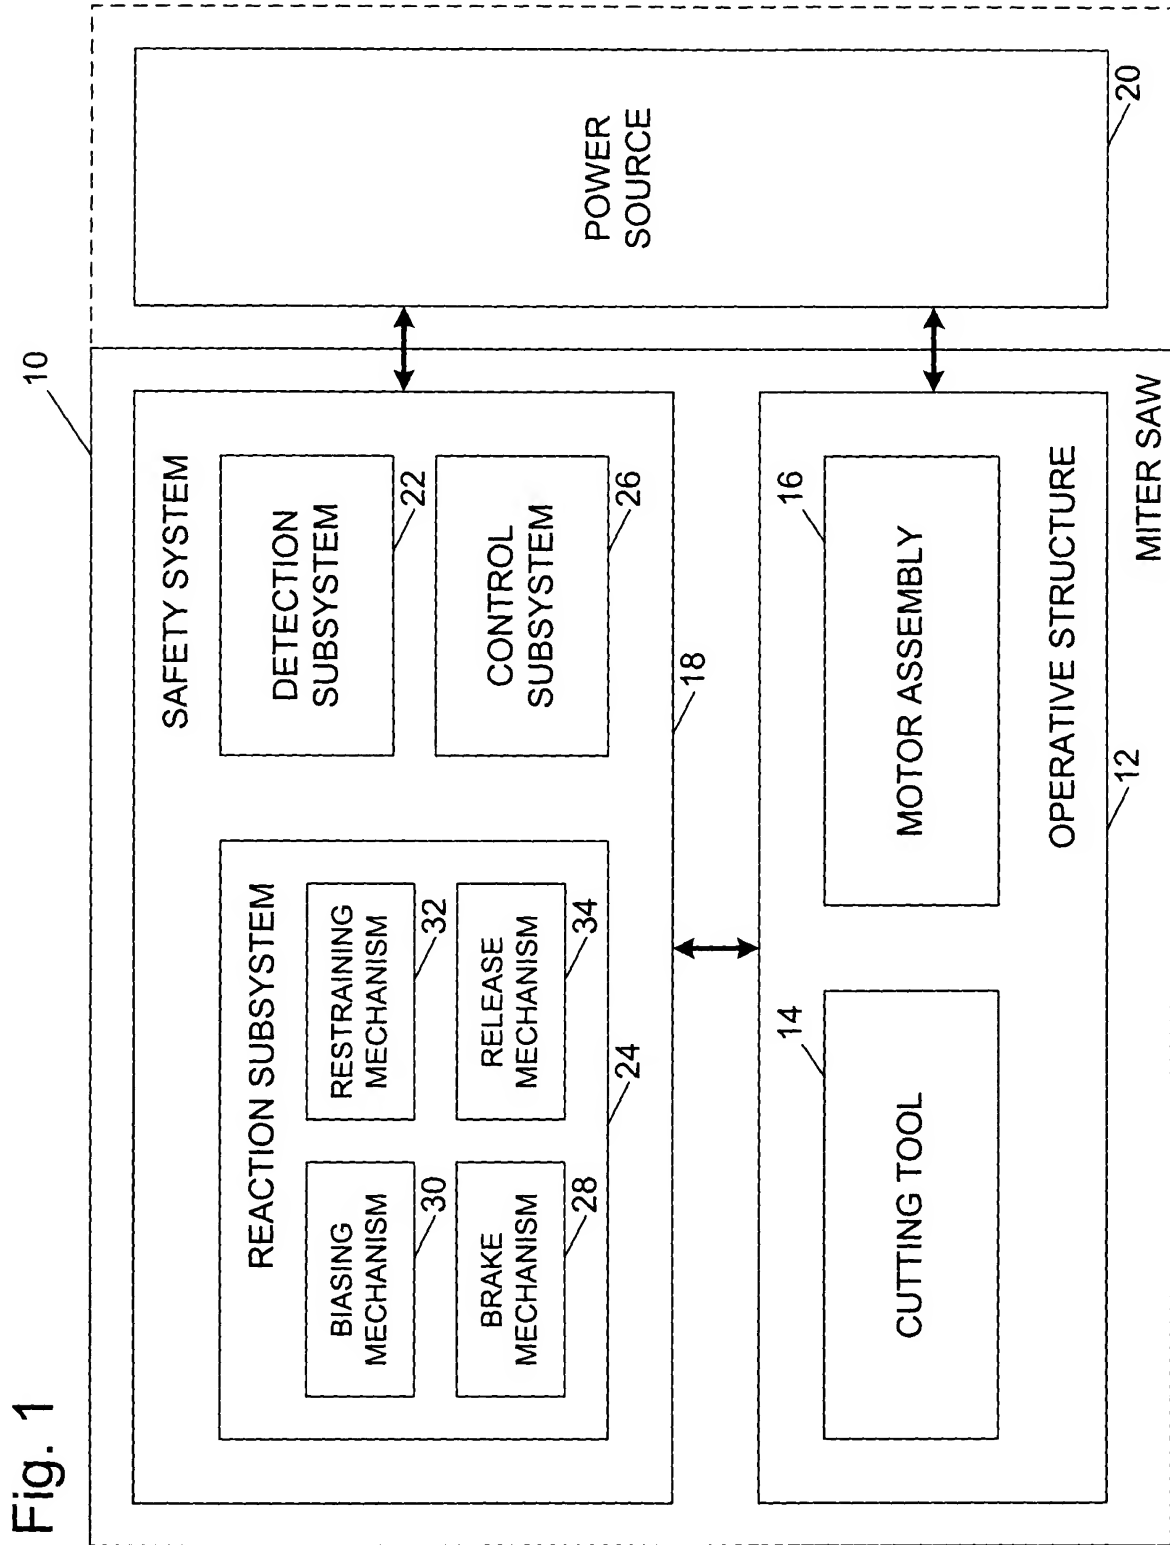 Fig. 1
10
SAFETY SYSTEM
REACTION SUBSYSTEM
BIASING
MECHANISM
30
RESTRAINING
MECHANISM
32
BRAKE
MECHANISM
28
RELEASE
MECHANISM
34
24
DETECTION
SUBSYSTEM
22
CONTROL
SUBSYSTEM
26
18
POWER
SOURCE
20
14
CUTTING TOOL
16
MOTOR ASSEMBLY
OPERATIVE STRUCTURE
12
MITER SAW